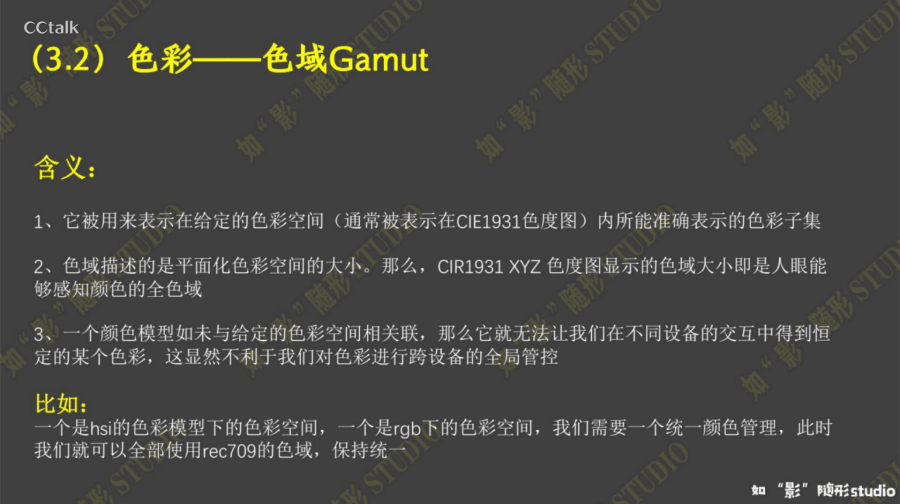 CCtalk
（3.2）色彩——色域Gamut
含义：
1、它被用来表示在给定的色彩空间（通常被表示在CIE1931色度图）内所能准确表示的色彩子集
2、色域描述的是平面化色彩空间的大小。那么，CIR1931 XYZ 色度图显示的色域大小即是人眼能
够感知颜色的全色域
3、一个颜色模型如未与给定的色彩空间相关联，那么它就无法让我们在不同设备的交互中得到恒
定的某个色彩，这显然不利于我们对色彩进行跨设备的全局管控
比如：
一个是hsi的色彩模型下的色彩空间，一个是rgb下的色彩空间，我们需要一个统一颜色管理，此时
我们就可以全部使用rec709的色域，保持统一
如“影”随形studio
如“影”随形 STUDIO